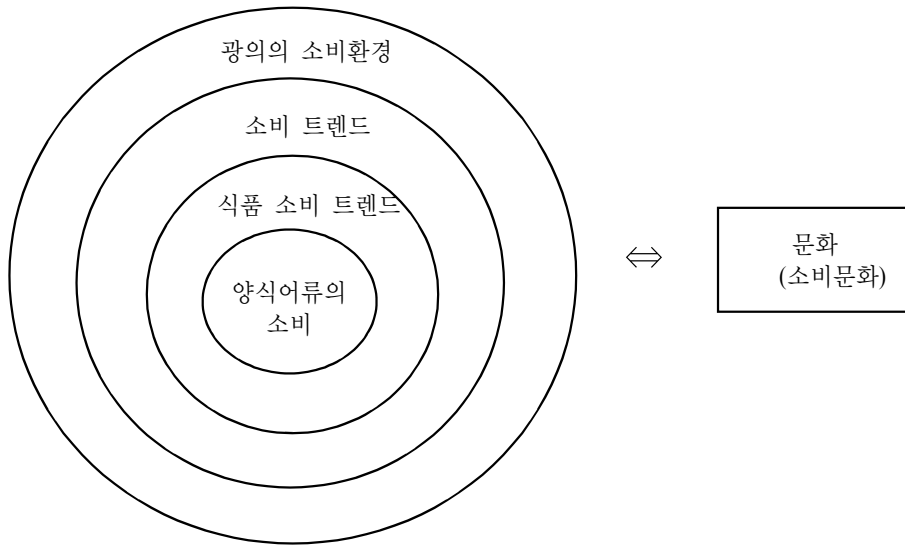 광의의 소비환경
소비 트렌드
식품 소비 트렌드
양식어류의
소비
⇔
문화
(소비문화)